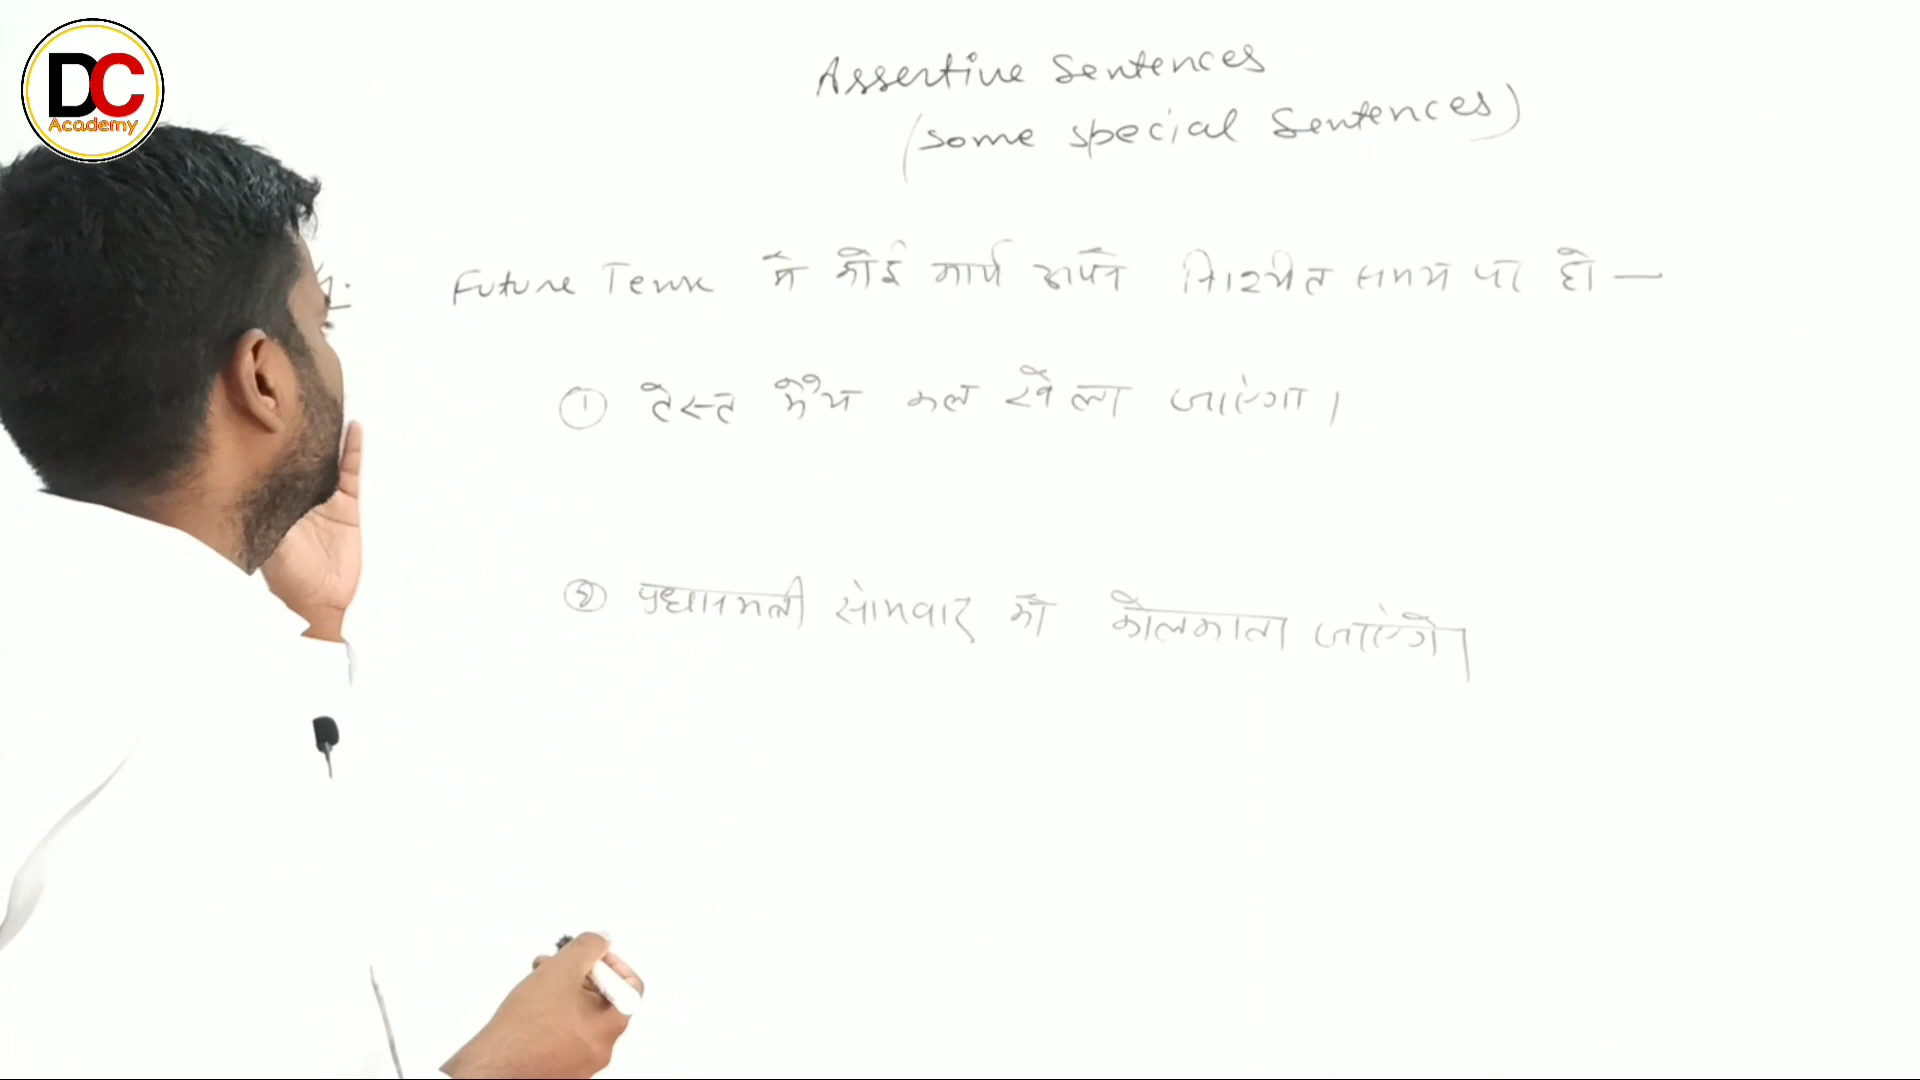 DC
Academy
Assertive Sentences
(some special Sentences)
Future Tense में कोई कार्य अपने निश्चित समय पर हो —
① टेस्ट मैच कल खेला जाएगा।
② प्रधानमंत्री सोमवार को कोलकाता जाएंगे।